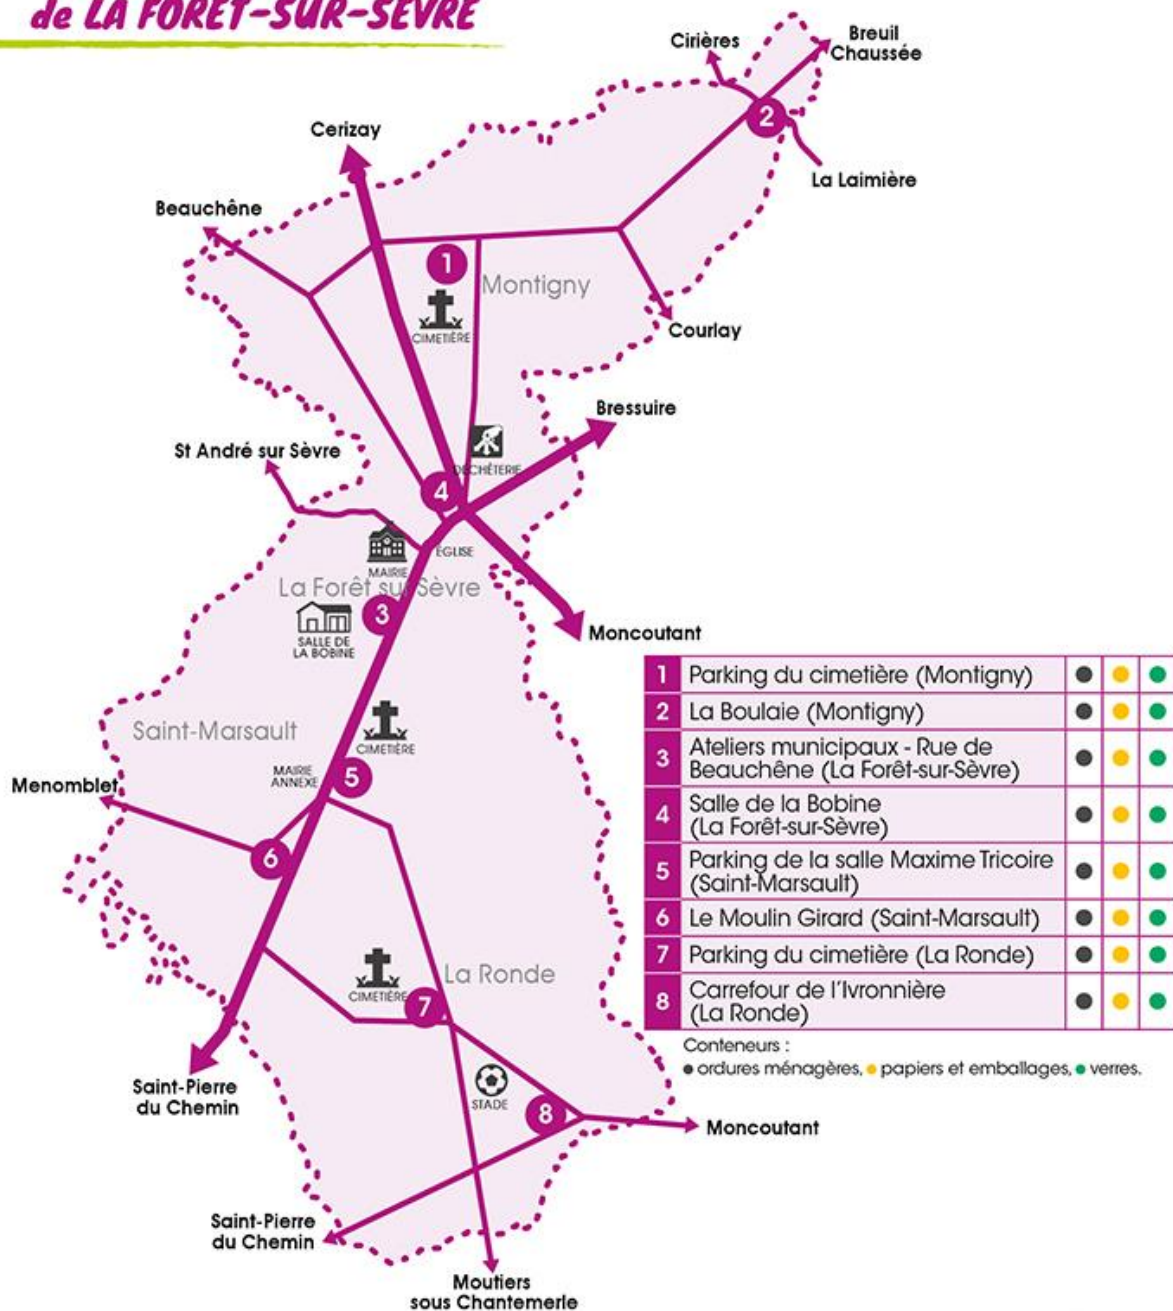 de LA FORÊT-SUR-SÈVRE
Cirières
Breuil
Chaussée
2
Cerizay
La Laimière
Beauchêne
1
Montigny
CIMETIÈRE
Courlay
Bressuire
St André sur Sèvre
DÉCHÈTERIE
4
ÉGLISE
MAIRIE
La Forêt sur Sèvre
3
SALLE DE
LA BOBINE
Moncoutant
Saint-Marsault
CIMETIÈRE
MAIRIE
ANNEXE
5
Menomblet
6
La Ronde
CIMETIÈRE
7
Saint-Pierre
du Chemin
STADE
8
Moncoutant
Saint-Pierre
du Chemin
Moutiers
sous Chantemerle
1 Parking du cimetière (Montigny)
2 La Boulaie (Montigny)
3 Ateliers municipaux - Rue de
Beauchêne (La Forêt-sur-Sèvre)
4 Salle de la Bobine
(La Forêt-sur-Sèvre)
5 Parking de la salle Maxime Tricoire
(Saint-Marsault)
6 Le Moulin Girard (Saint-Marsault)
7 Parking du cimetière (La Ronde)
8 Carrefour de l'Ivronnière
(La Ronde)
Conteneurs :
ordures ménagères, papiers et emballages, verres.